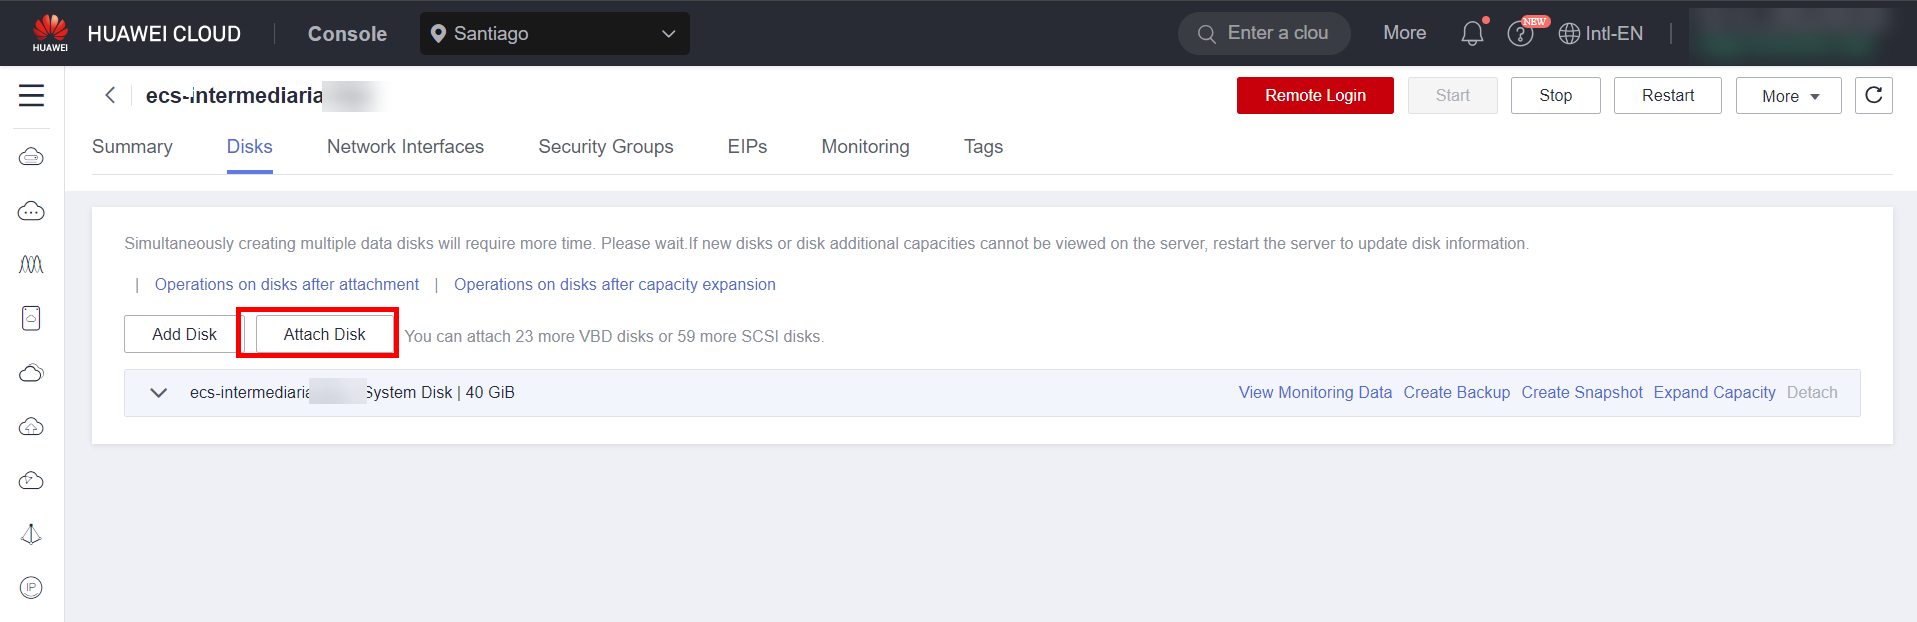 HUAWEI
HUAWEI CLOUD
Console
Santiago
Enter a clou
More
NEW
Intl-EN
ecs-intermediaria
Remote Login
Start
Stop
Restart
More
Summary
Disks
Network Interfaces
Security Groups
EIPs
Monitoring
Tags
Simultaneously creating multiple data disks will require more time. Please wait.If new disks or disk additional capacities cannot be viewed on the server, restart the server to update disk information.
| Operations on disks after attachment | Operations on disks after capacity expansion
Add Disk
Attach Disk
You can attach 23 more VBD disks or 59 more SCSI disks.
ecs-intermediaria System Disk | 40 GiB
View Monitoring Data
Create Backup
Create Snapshot
Expand Capacity
Detach
IP